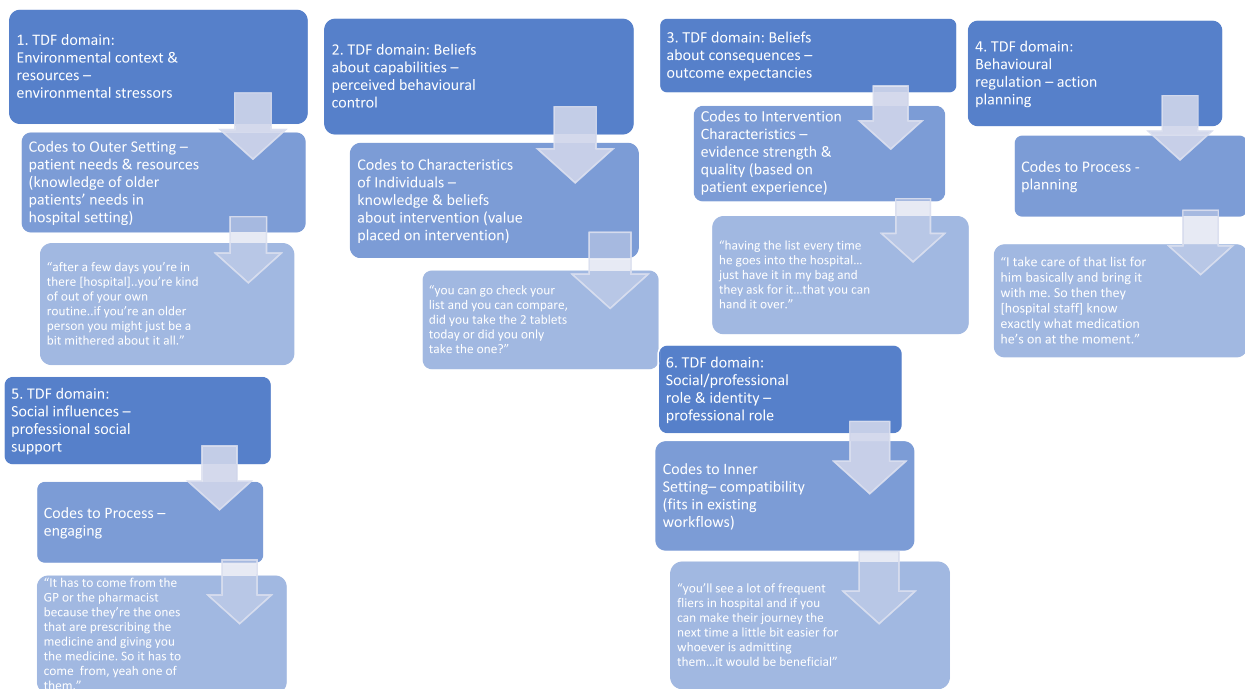 1. TDF domain:
Environmental context &
resources –
environmental stressors
Codes to Outer Setting –
patient needs & resources
(knowledge of older
patients’ needs in
hospital setting)
“after a few days you’re in
there [hospital]..you’re kind
of out of your own
routine..if you’re an older
person you might just be a
bit mithered about it all.”
2. TDF domain: Beliefs
about capabilities –
perceived behavioural
control
Codes to Characteristics
of Individuals –
knowledge & beliefs
about intervention (value
placed on intervention)
“you can go check your
list and you can compare,
did you take the 2 tablets
today or did you only
take the one?”
3. TDF domain: Beliefs
about consequences –
outcome expectancies
Codes to Intervention
Characteristics –
evidence strength &
quality (based on
patient experience)
“having the list every time
he goes into the hospital…
just have it in my bag and
they ask for it…that you can
hand it over.”
4. TDF domain:
Behavioural
regulation – action
planning
Codes to Process -
planning
“I take care of that list for
him basically and bring it
with me. So then they
[hospital staff] know
exactly what medication
he’s on at the moment.”
5. TDF domain:
Social influences –
professional social
support
Codes to Process –
engaging
“It has to come from the
GP or the pharmacist
because they’re the ones
that are prescribing the
medicine and giving you
the medicine. So it has to
come from, yeah one of
them.”
6. TDF domain:
Social/professional
role & identity –
professional role
Codes to Inner
Setting– compatibility
(fits in existing
workflows)
“you’ll see a lot of frequent
fliers in hospital and if you
can make their journey the
next time a little bit easier for
whoever is admitting
them…it would be beneficial”